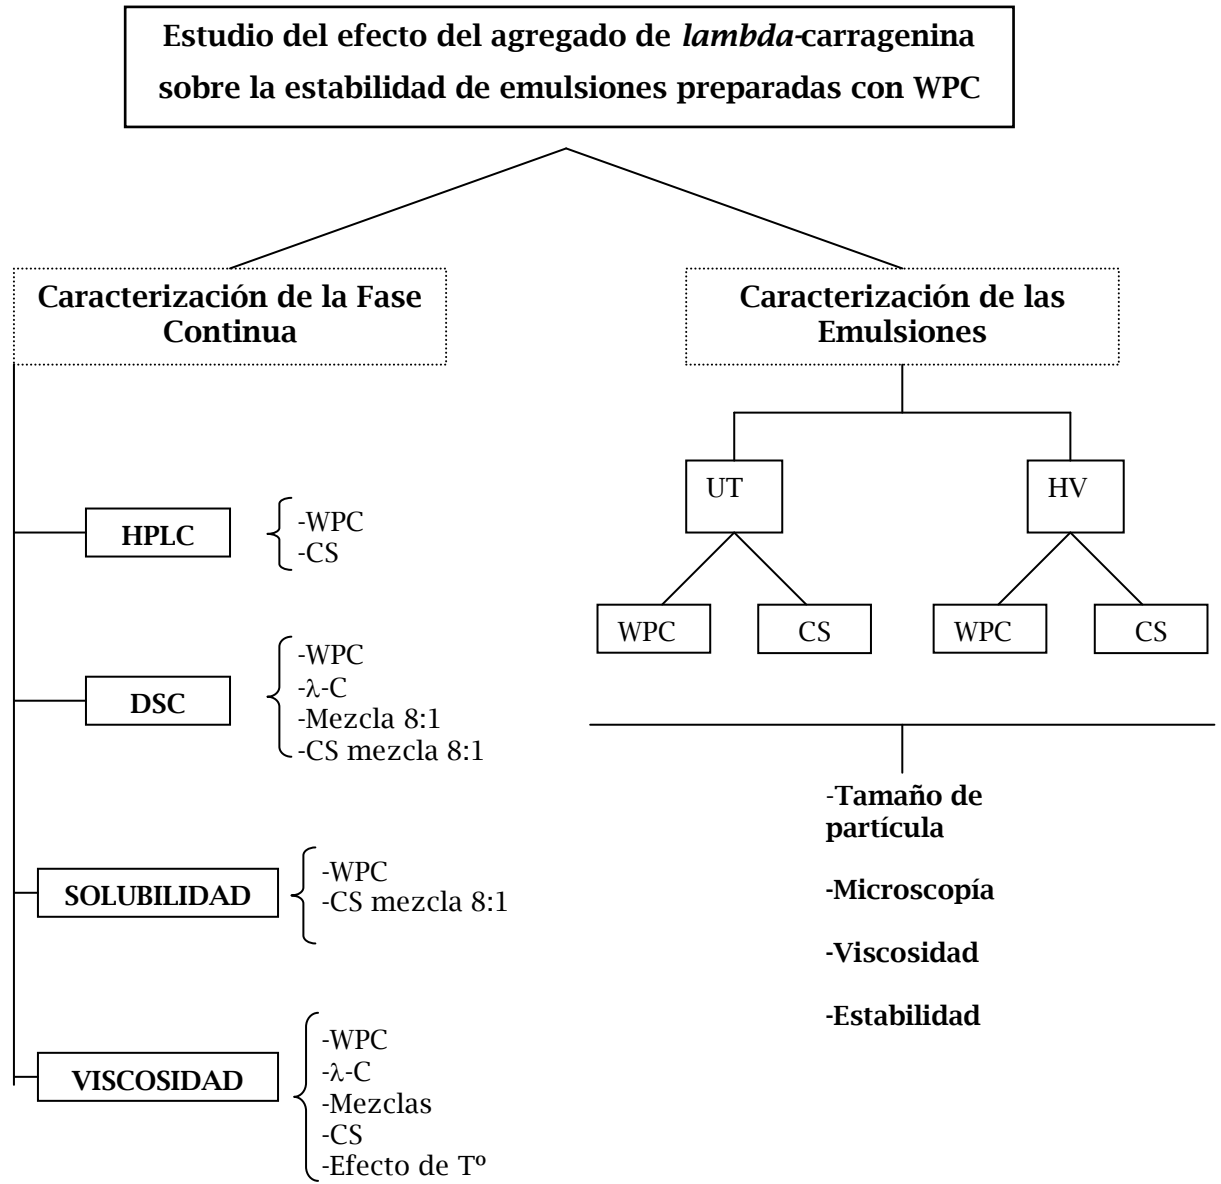 Estudio del efecto del agregado de lambda-carragenina
sobre la estabilidad de emulsiones preparadas con WPC
Caracterización de la Fase
Continua
HPLC
-WPC
-CS
DSC
-WPC
-λ-C
-Mezcla 8:1
-CS mezcla 8:1
SOLUBILIDAD
-WPC
-CS mezcla 8:1
VISCOSIDAD
-WPC
-λ-C
-Mezclas
-CS
-Efecto de Tº
Caracterización de las
Emulsiones
UT
HV
WPC
CS
WPC
CS
-Tamaño de
partícula
-Microscopía
-Viscosidad
-Estabilidad